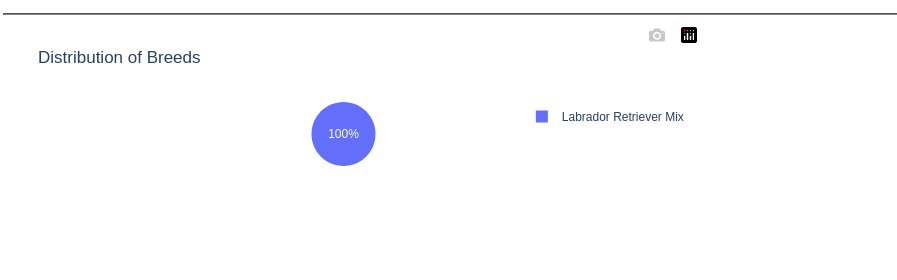 Distribution of Breeds
100%
Labrador Retriever Mix